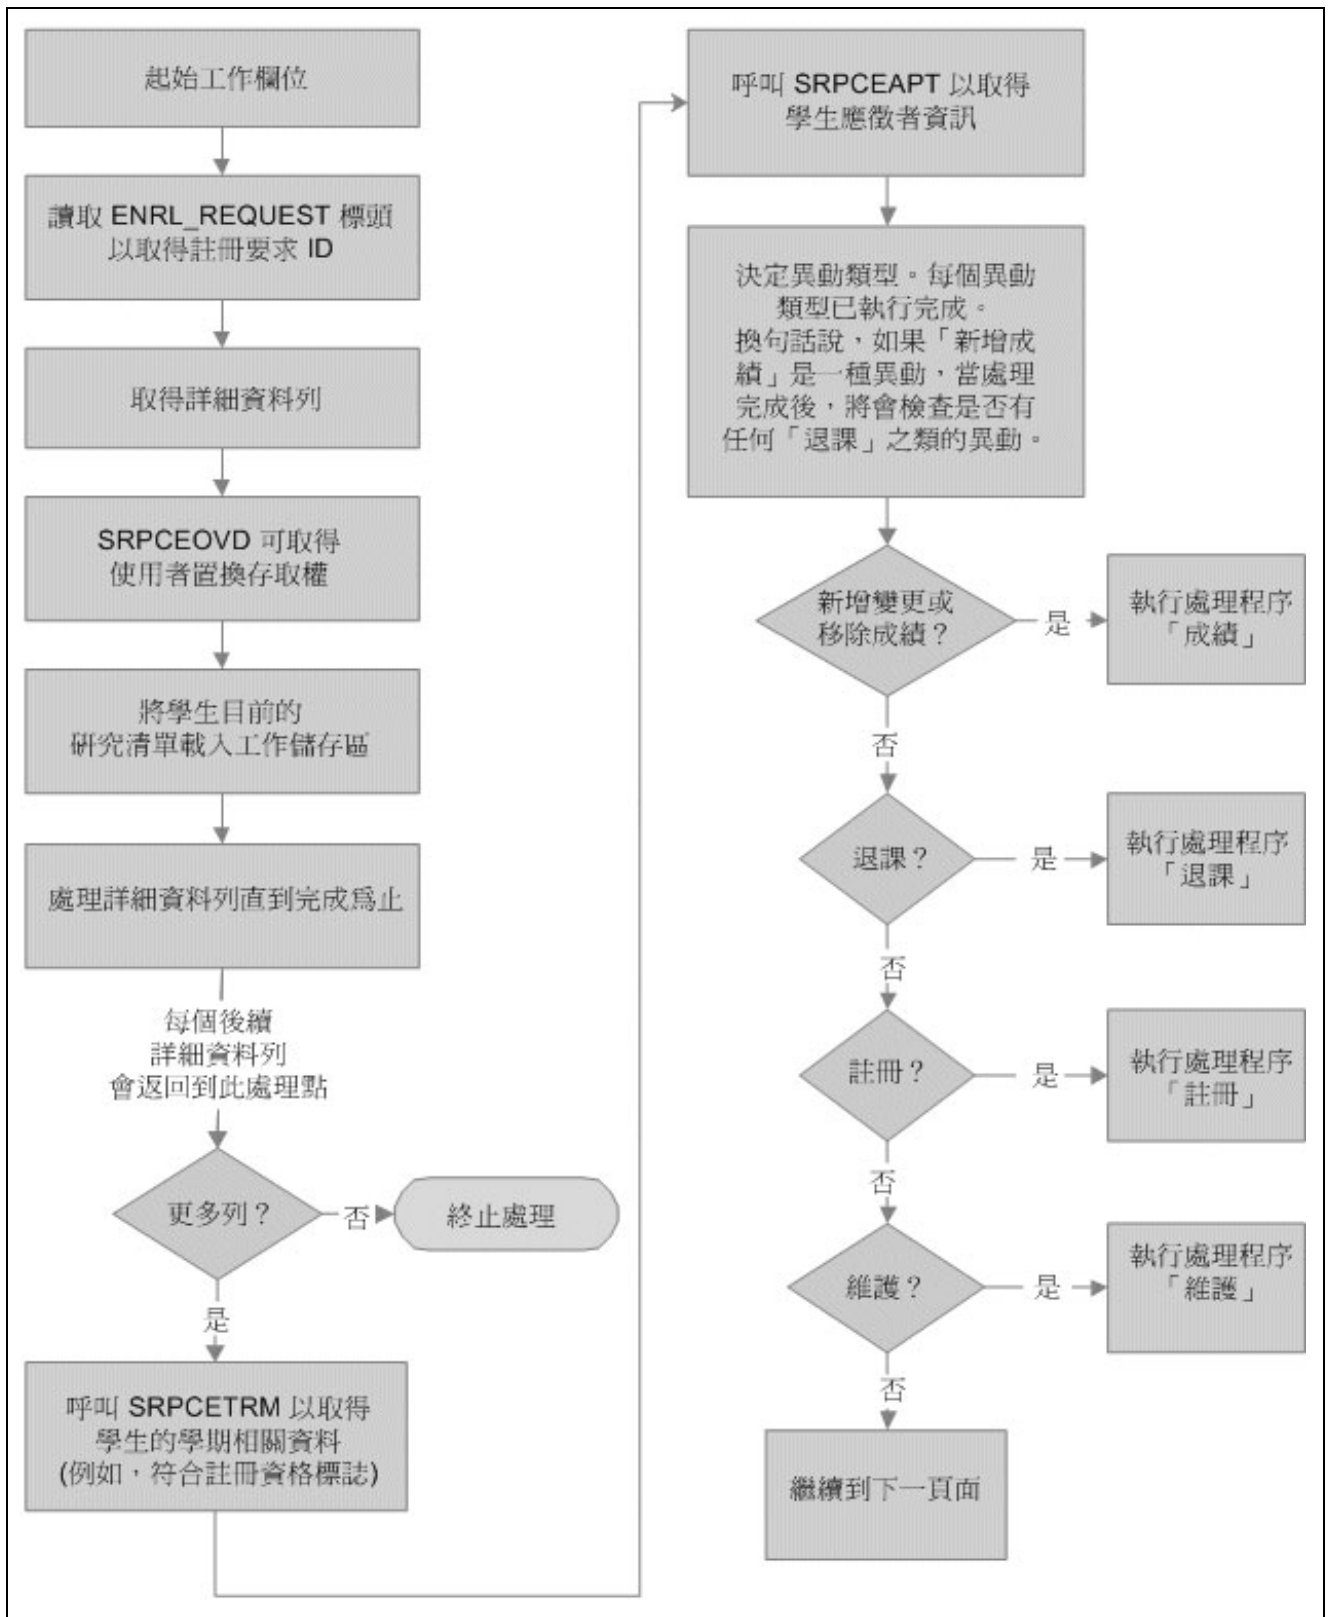 起始工作欄位
讀取 ENRL_REQUEST 標頭
以取得註冊要求 ID
取得詳細資料列
SRPCEOVD 可取得
使用者置換存取權
將學生目前的
研究清單載入工作儲存區
處理詳細資料列直到完成爲止
每個後續
詳細資料列
會返回到此處理點
更多列？
否
終止處理
是
呼叫 SRPCETRM 以取得
學生的學期相關資料
(例如，符合註冊資格標誌)
呼叫 SRPCEAPT 以取得
學生應徵者資訊
決定異動類型。每個異動
類型已執行完成。
換句話說，如果「新增成
績」是一種異動，當處理
完成後，將會檢查是否有
任何「退課」之類的異動。
新增變更或
移除成績？
是
執行處理程序
「成績」
否
退課？
是
執行處理程序
「退課」
否
註冊？
是
執行處理程序
「註冊」
否
維護？
是
執行處理程序
「維護」
否
繼續到下一頁面